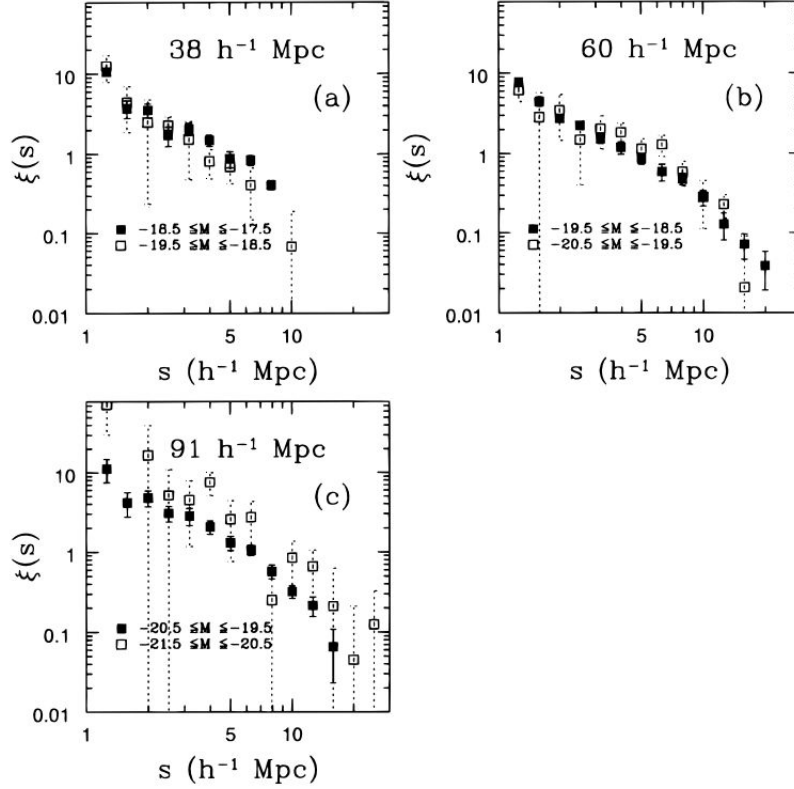 38 h⁻¹ Mpc
(a)
ξ(s)
10
1
0.1
0.01
■ -18.5 ≦M ≦-17.5
□ -19.5 ≦M ≦-18.5
1
5
10
s (h⁻¹ Mpc)
60 h⁻¹ Mpc
(b)
ξ(s)
10
1
0.1
0.01
■ -19.5 ≦M ≦-18.5
□ -20.5 ≦M ≦-19.5
1
5
10
s (h⁻¹ Mpc)
91 h⁻¹ Mpc
(c)
ξ(s)
10
1
0.1
0.01
■ -20.5 ≦M ≦-19.5
□ -21.5 ≦M ≦-20.5
1
5
10
s (h⁻¹ Mpc)